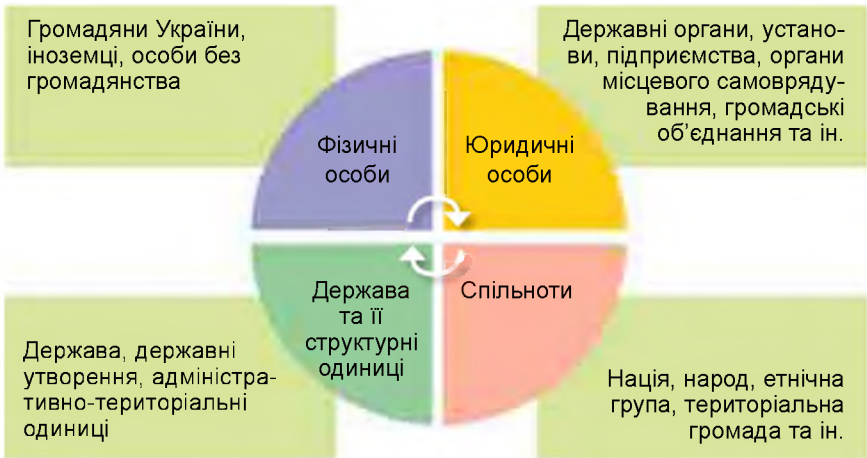 Громадяни України,
іноземці, особи без
громадянства
Державні органи, устано-
ви, підприємства, органи
місцевого самовряду-
вання, громадські
об’єднання та ін.
Фізичні
особи
Юридичні
особи
Держава
та її
структурні
одиниці
Спільноти
Держава, державні
утворення, адміністра-
тивно-територіальні
одиниці
Нація, народ, етнічна
група, територіальна
громада та ін.